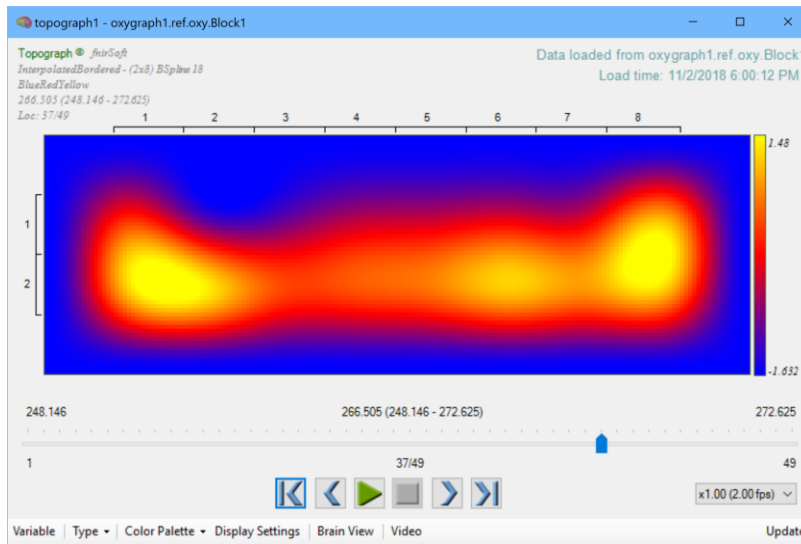 topograph1 - oxygraph1.ref.oxy.Block1
Topograph ® fnirSoft
InterpolatedBordered - (2x8) BSpline 18
BlueRedYellow
266.505 (248.146 - 272.625)
Loc: 37/49
Data loaded from oxygraph1.ref.oxy.Block1
Load time: 11/2/2018 6:00:12 PM
1 2 3 4 5 6 7 8
1.48
1
2
-1.632
248.146 266.505 (248.146 - 272.625) 272.625
1 37/49 49
x1.00 (2.00 fps)
Variable Type Color Palette Display Settings Brain View Video Update